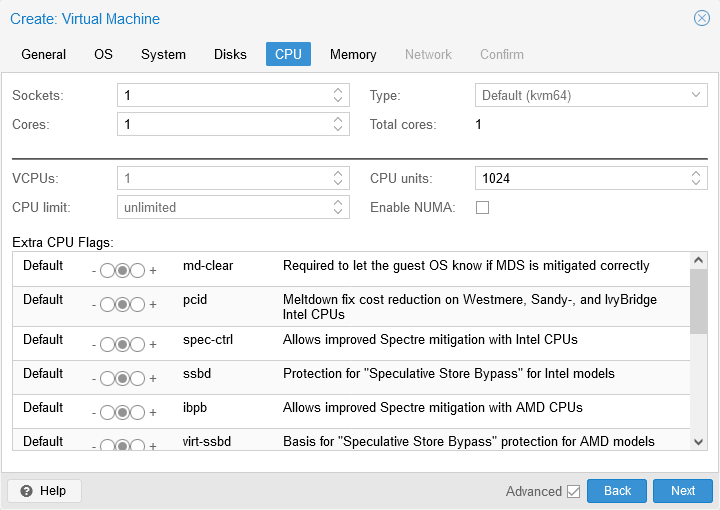 Create: Virtual Machine
General OS System Disks CPU Memory Network Confirm
Sockets: 1 Type: Default (kvm64)
Cores: 1 Total cores: 1
VCPUs: 1 CPU units: 1024
CPU limit: unlimited Enable NUMA:
Extra CPU Flags:
Default - + md-clear Required to let the guest OS know if MDS is mitigated correctly
Default - + pcid Meltdown fix cost reduction on Westmere, Sandy-, and IvyBridge
Intel CPUs
Default - + spec-ctrl Allows improved Spectre mitigation with Intel CPUs
Default - + ssbd Protection for "Speculative Store Bypass" for Intel models
Default - + ibpb Allows improved Spectre mitigation with AMD CPUs
Default - + virt-ssbd Basis for "Speculative Store Bypass" protection for AMD models
? Help Advanced Back Next